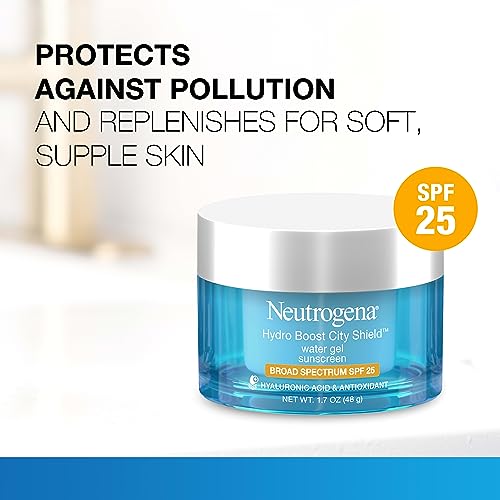 PROTECTS
AGAINST POLLUTION
AND REPLENISHES FOR SOFT,
SUPPLE SKIN
SPF
25
Neutrogena®
Hydro Boost City Shield™
water gel
sunscreen
BROAD SPECTRUM SPF 25
HYALURONIC ACID & ANTIOXIDANT
NET WT. 1.7 OZ (48 g)